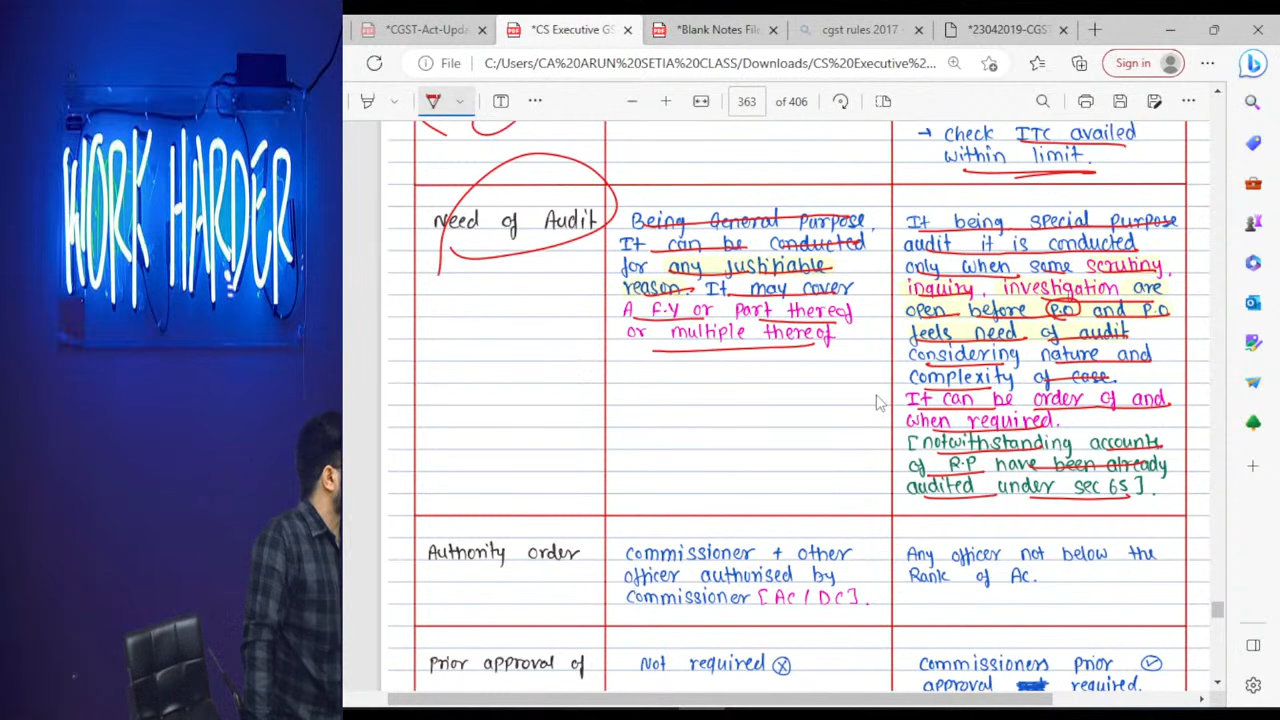 WORK HARDER
*CGST-Act-Upda
*CS Executive GS
*Blank Notes File
cgst rules 2017
*23042019-CGST
File
C:/Users/CA%20ARUN%20SETIA%20CLASS/Downloads/CS%20Executive%2...
Sign in
363 of 406
→ check ITC availed
within limit.
Need of Audit
Being General Purpose,
It can be conducted
for any justifiable
reason. It may cover
A F.Y or Part thereof
or multiple thereof
It being special purpose
audit it is conducted
only when some scrutiny,
inquiry, investigation are
open before P.O and P.O
feels need of audit
considering nature and
complexity of case.
It can be order of and
when required.
[notwithstanding accounts
of R.P have been already
audited under sec 65].
Authority order
commissioner + other
officer authorised by
commissioner [AC / DC].
Any officer not below the
Rank of AC.
Prior approval of
Not required
commissioners prior
approval required.